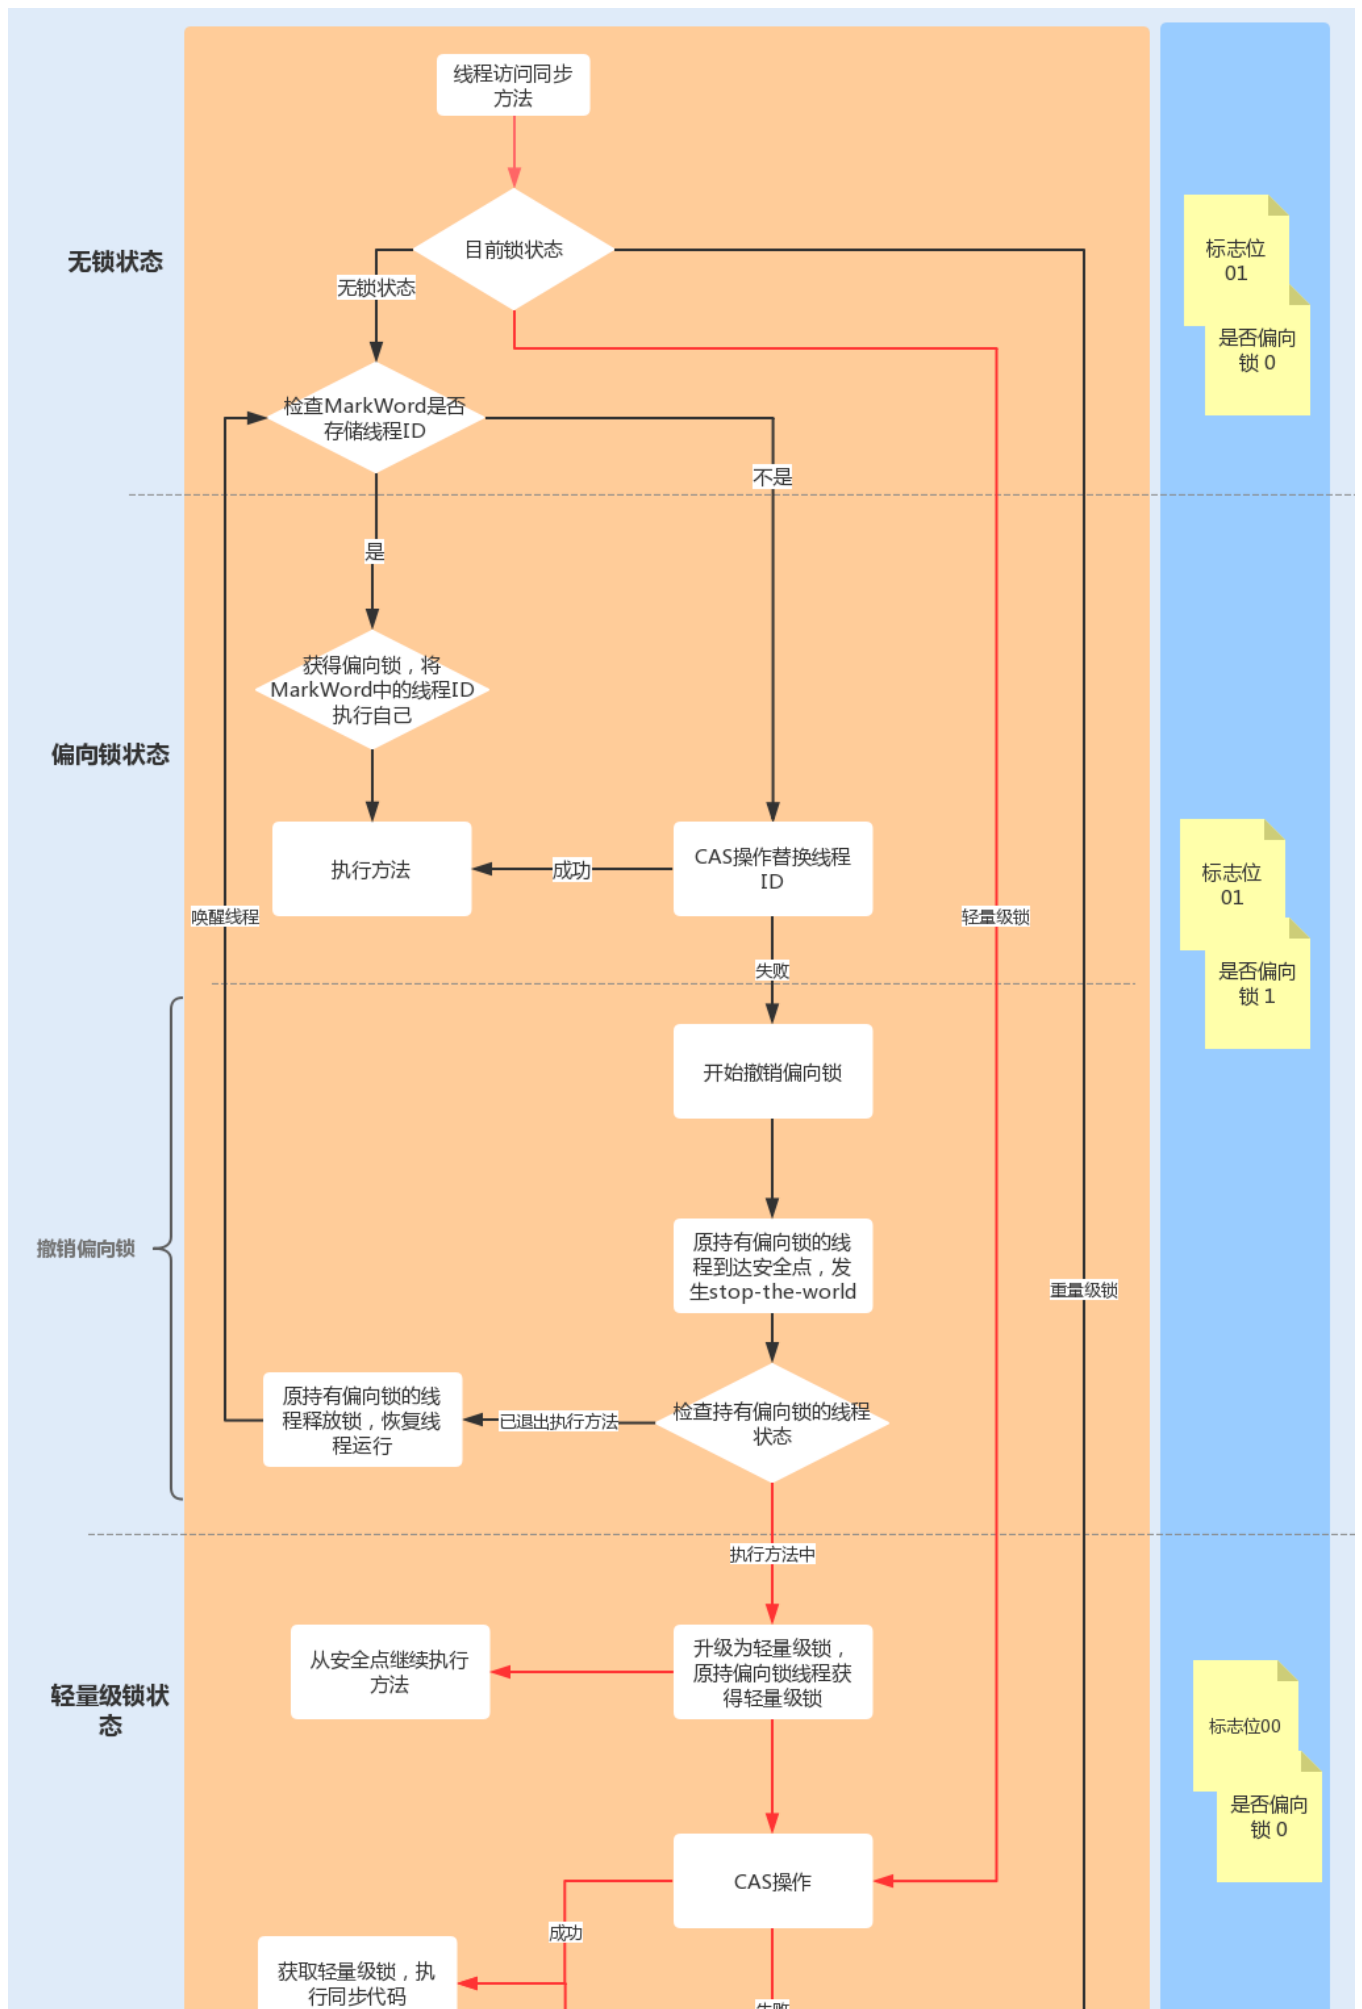 线程访问同步
方法
目前锁状态
无锁状态
标志位
01
是否偏向
锁 0
无锁状态
检查MarkWord是否
存储线程ID
不是
是
获得偏向锁，将
MarkWord中的线程ID
执行自己
偏向锁状态
执行方法
成功
CAS操作替换线程
ID
标志位
01
唤醒线程
轻量级锁
失败
是否偏向
锁 1
开始撤销偏向锁
撤销偏向锁
原持有偏向锁的线
程到达安全点，发
生stop-the-world
重量级锁
原持有偏向锁的线
程释放锁，恢复线
程运行
已退出执行方法
检查持有偏向锁的线程
状态
执行方法中
从安全点继续执行
方法
升级为轻量级锁，
原持偏向锁线程获
得轻量级锁
轻量级锁状
态
标志位00
是否偏向
锁 0
CAS操作
成功
获取轻量级锁，执
行同步代码
失败